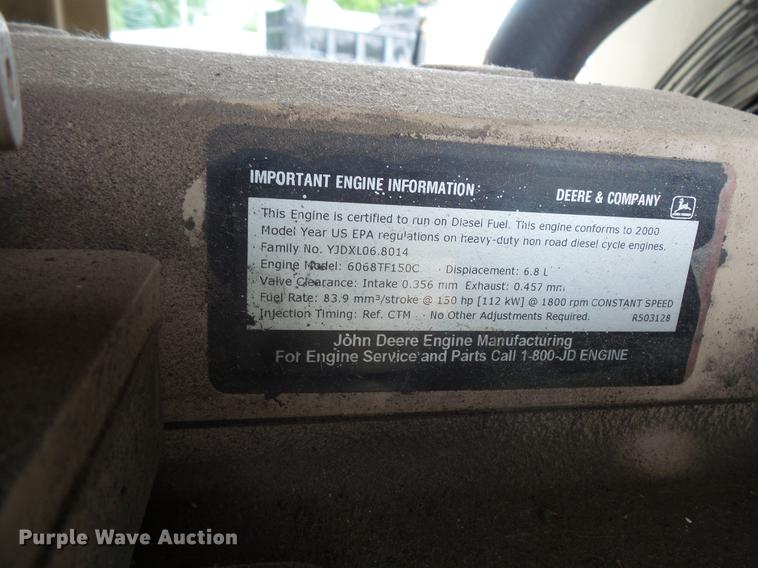 IMPORTANT ENGINE INFORMATION
DEERE & COMPANY
This Engine is certified to run on Diesel Fuel. This engine conforms to 2000
Model Year US EPA regulations on heavy-duty non road diesel cycle engines.
Family No. YJDXL06.8014
Engine Model: 6068TF150C · Displacement: 6.8 L
Valve Clearance: Intake 0.356 mm Exhaust: 0.457 mm
Fuel Rate: 83.9 mm³/stroke @ 150 hp [112 kW] @ 1800 rpm CONSTANT SPEED
Injection Timing: Ref. CTM · No Other Adjustments Required. R503128
John Deere Engine Manufacturing
For Engine Service and Parts Call 1-800-JD ENGINE
Purple Wave Auction